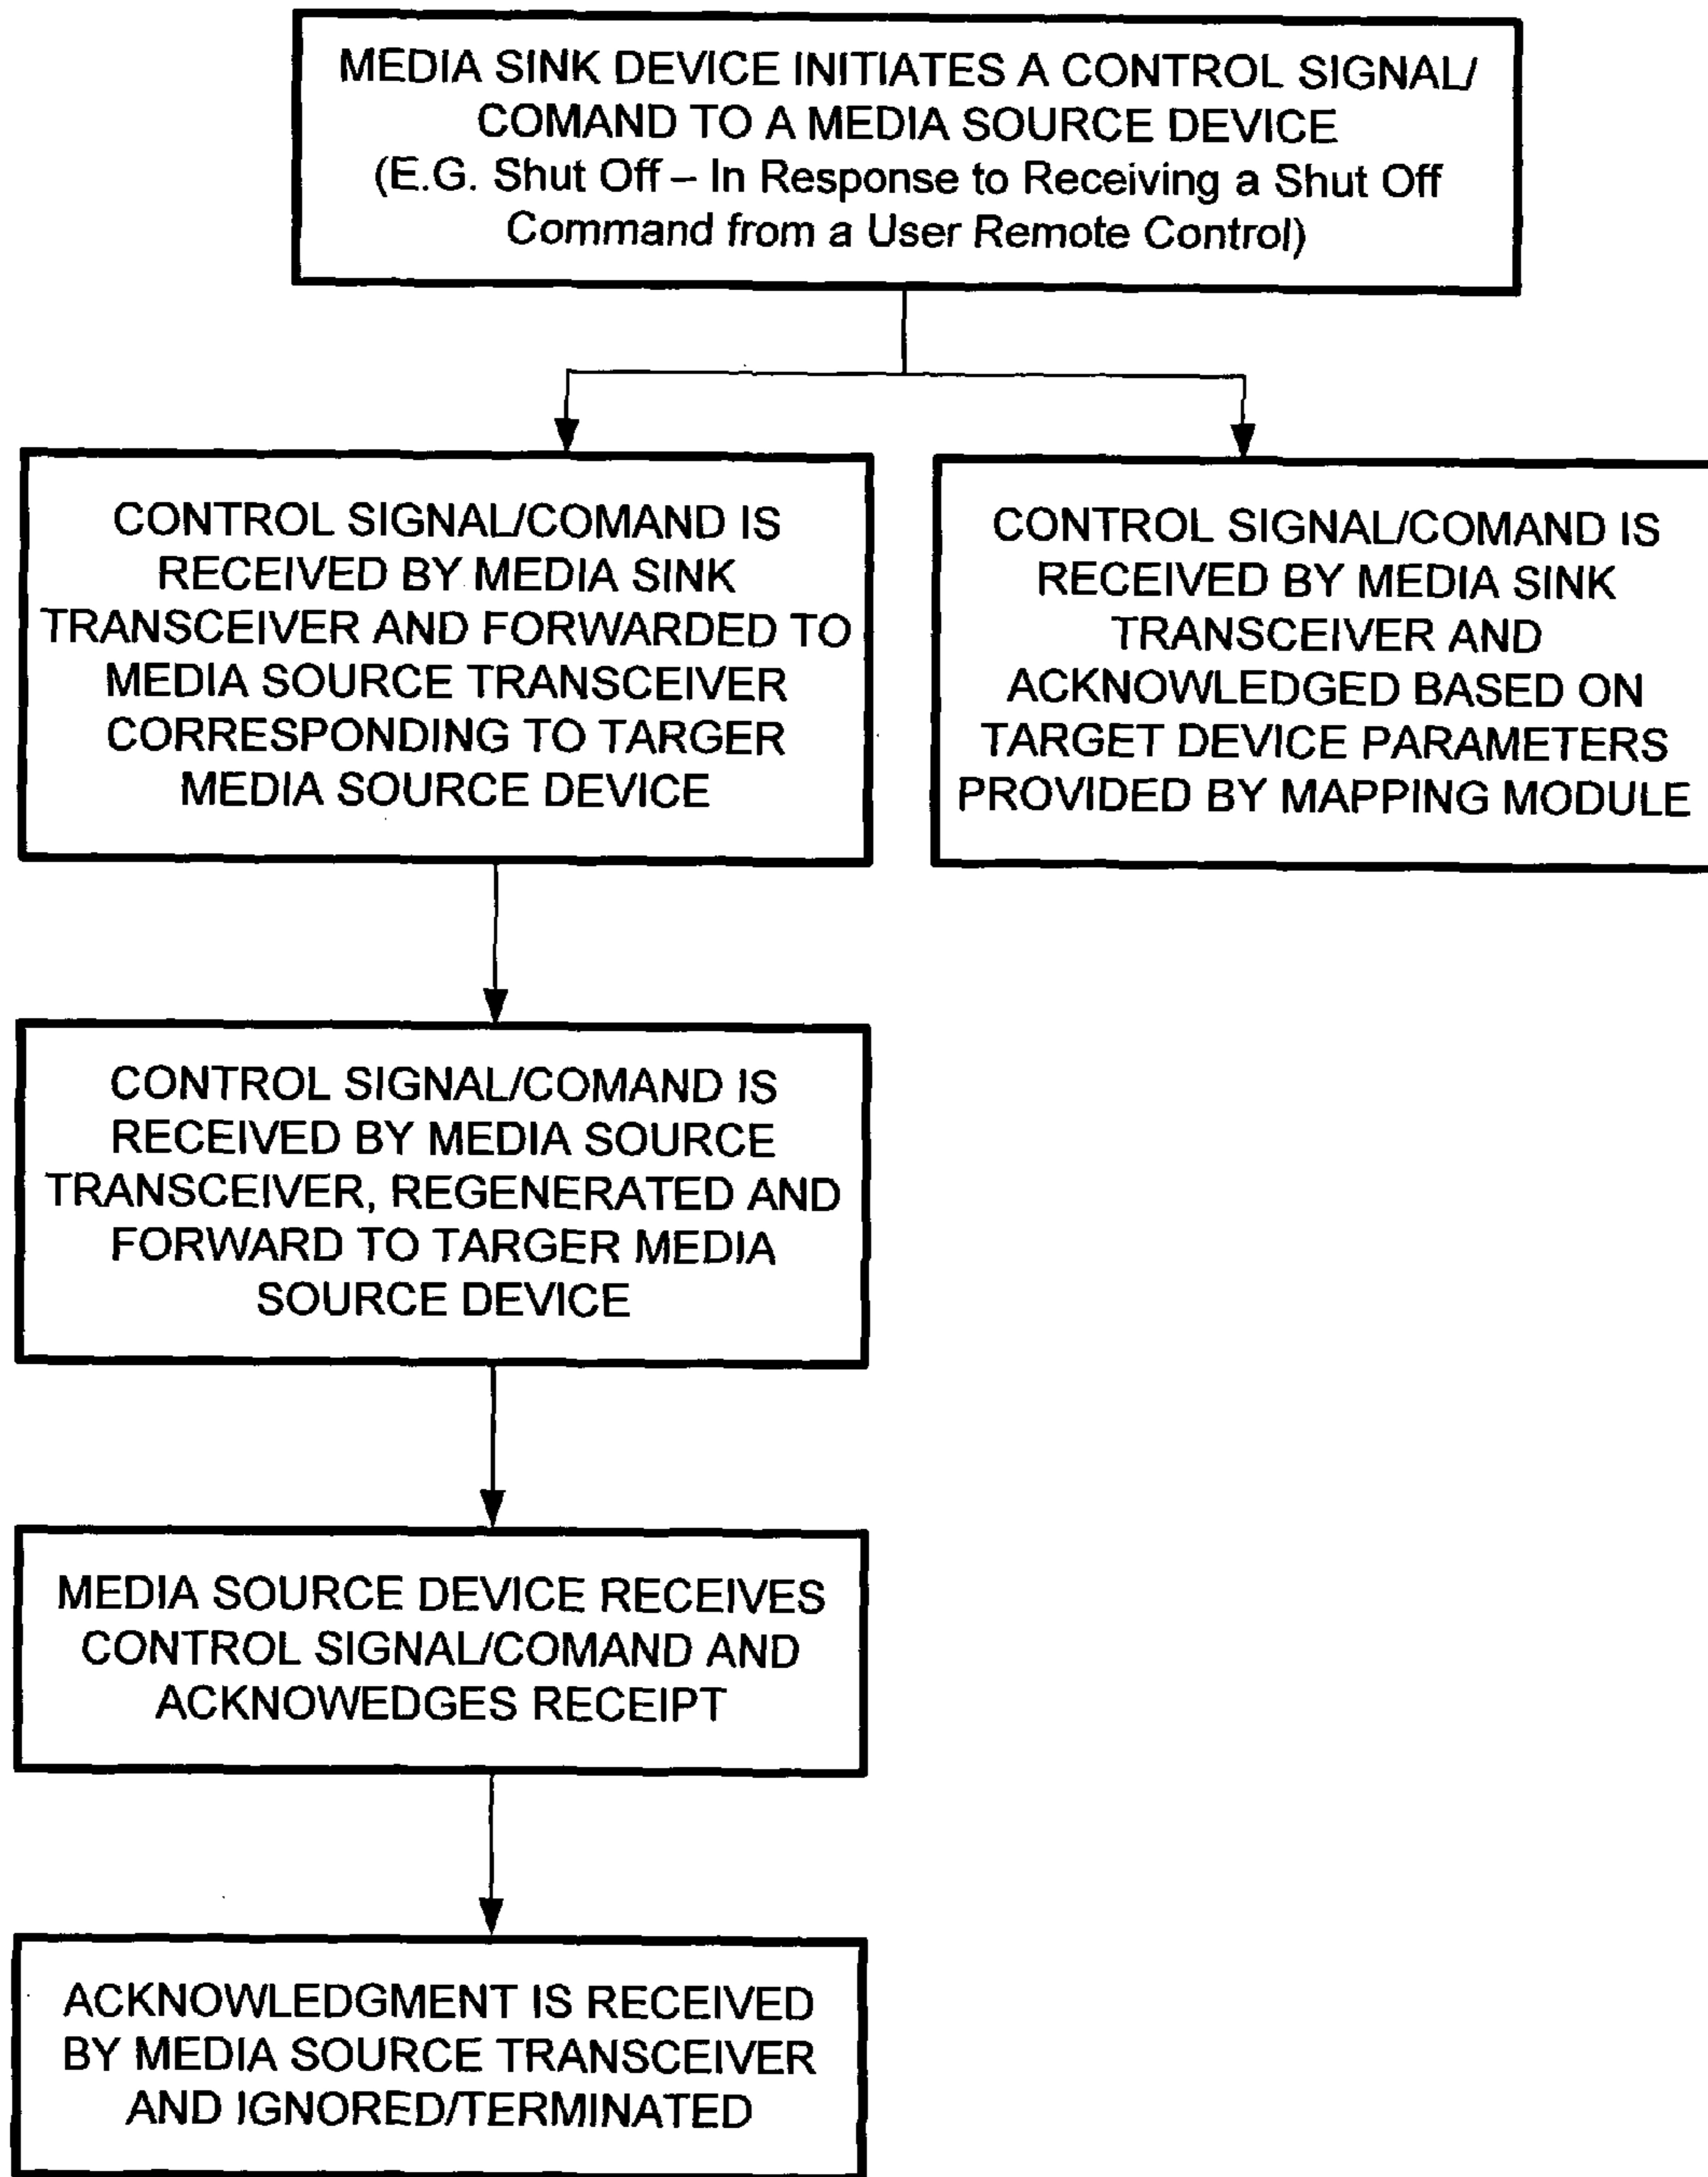 MEDIA SINK DEVICE INITIATES A CONTROL SIGNAL/
COMAND TO A MEDIA SOURCE DEVICE
(E.G. Shut Off – In Response to Receiving a Shut Off
Command from a User Remote Control)
CONTROL SIGNAL/COMAND IS
RECEIVED BY MEDIA SINK
TRANSCEIVER AND FORWARDED TO
MEDIA SOURCE TRANSCEIVER
CORRESPONDING TO TARGER
MEDIA SOURCE DEVICE
CONTROL SIGNAL/COMAND IS
RECEIVED BY MEDIA SINK
TRANSCEIVER AND
ACKNOWLEDGED BASED ON
TARGET DEVICE PARAMETERS
PROVIDED BY MAPPING MODULE
CONTROL SIGNAL/COMAND IS
RECEIVED BY MEDIA SOURCE
TRANSCEIVER, REGENERATED AND
FORWARD TO TARGER MEDIA
SOURCE DEVICE
MEDIA SOURCE DEVICE RECEIVES
CONTROL SIGNAL/COMAND AND
ACKNOWEDGES RECEIPT
ACKNOWLEDGMENT IS RECEIVED
BY MEDIA SOURCE TRANSCEIVER
AND IGNORED/TERMINATED